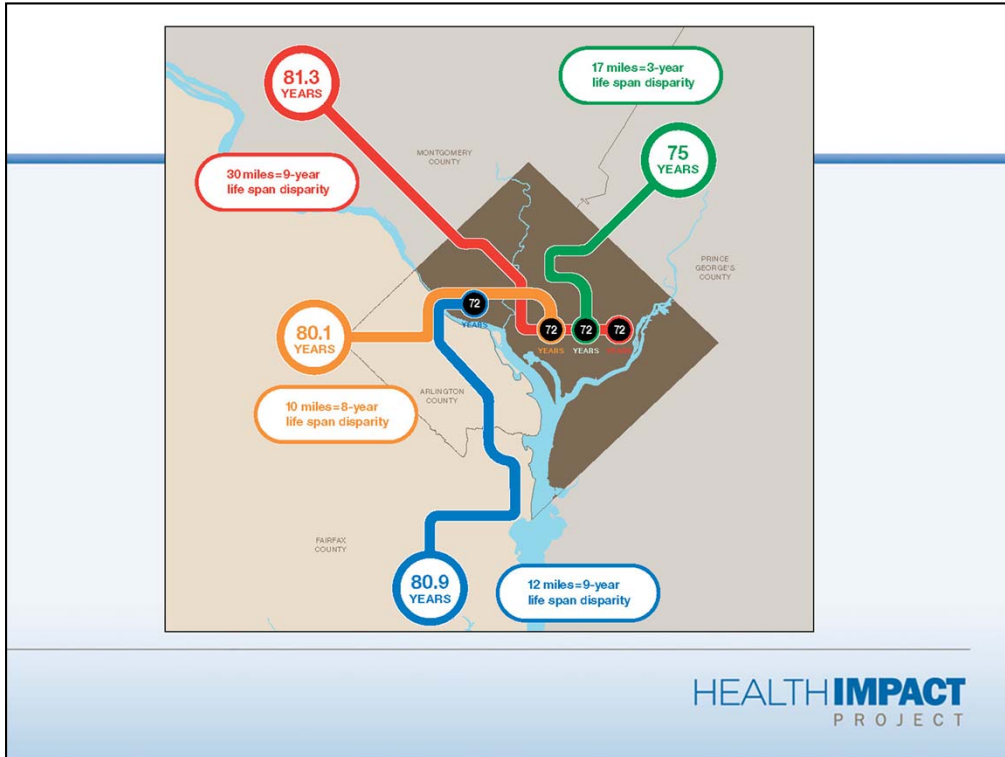 81.3
YEARS
17 miles=3-year
life span disparity
MONTGOMERY
COUNTY
75
YEARS
30 miles=9-year
life span disparity
PRINCE
GEORGE'S
COUNTY
72
YEARS
72
YEARS
72
YEARS
72
YEARS
80.1
YEARS
ARLINGTON
COUNTY
10 miles=8-year
life span disparity
FAIRFAX
COUNTY
80.9
YEARS
12 miles=9-year
life span disparity
HEALTH IMPACT
PROJECT